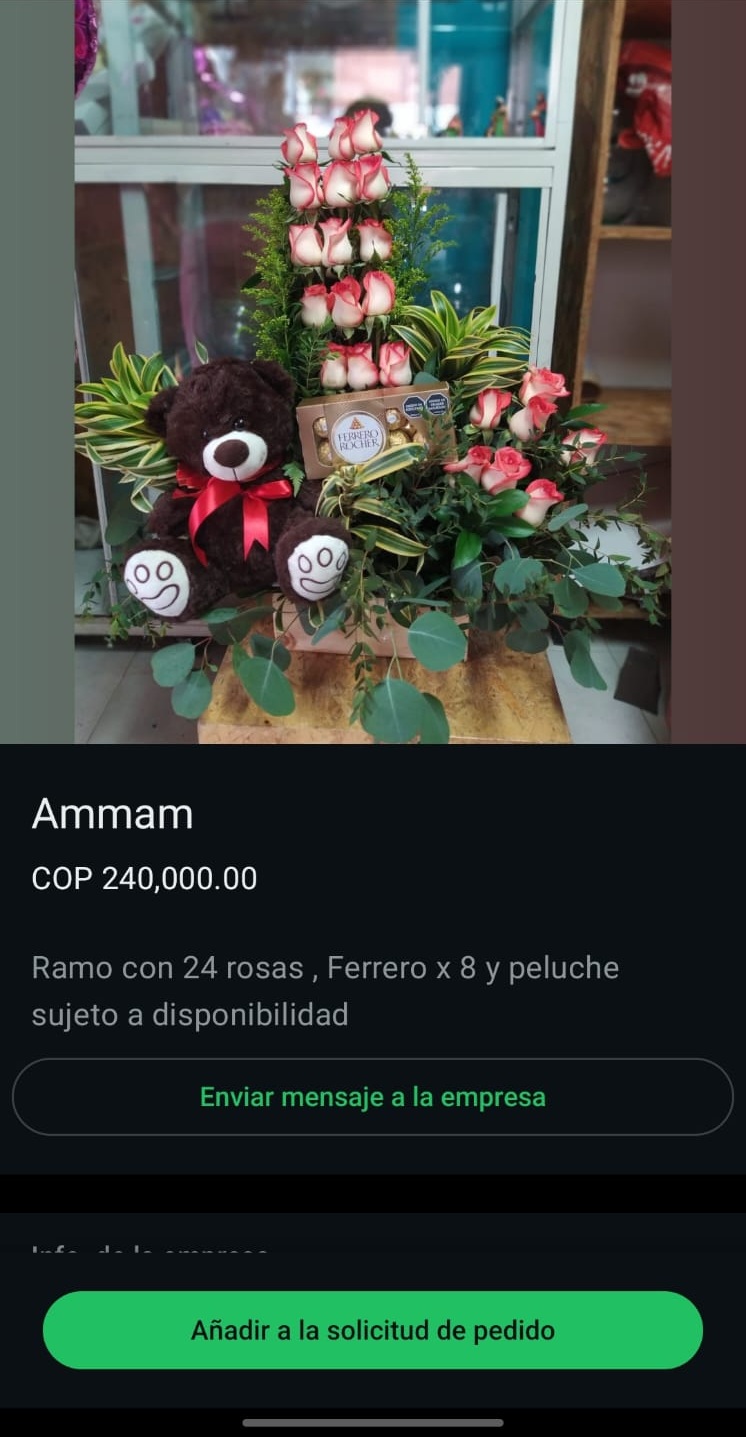 FERRERO
ROCHER
Ammam
COP 240,000.00
Ramo con 24 rosas , Ferrero x 8 y peluche
sujeto a disponibilidad
Enviar mensaje a la empresa
Añadir a la solicitud de pedido